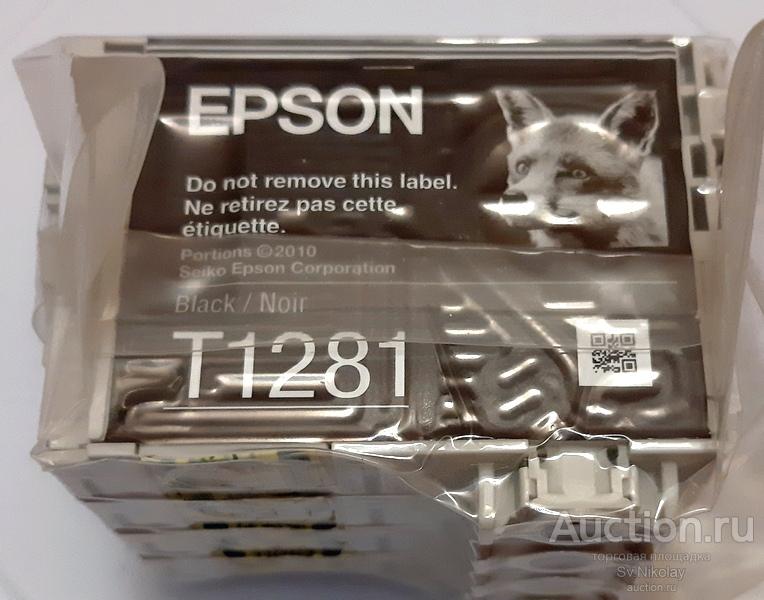 EPSON
Do not remove this label.
Ne retirez pas cette
étiquette.
Portions ©2010
Seiko Epson Corporation
Black / Noir
T1281
Auction.ru
торговая площадка
Sv Nikolay
auction.ru